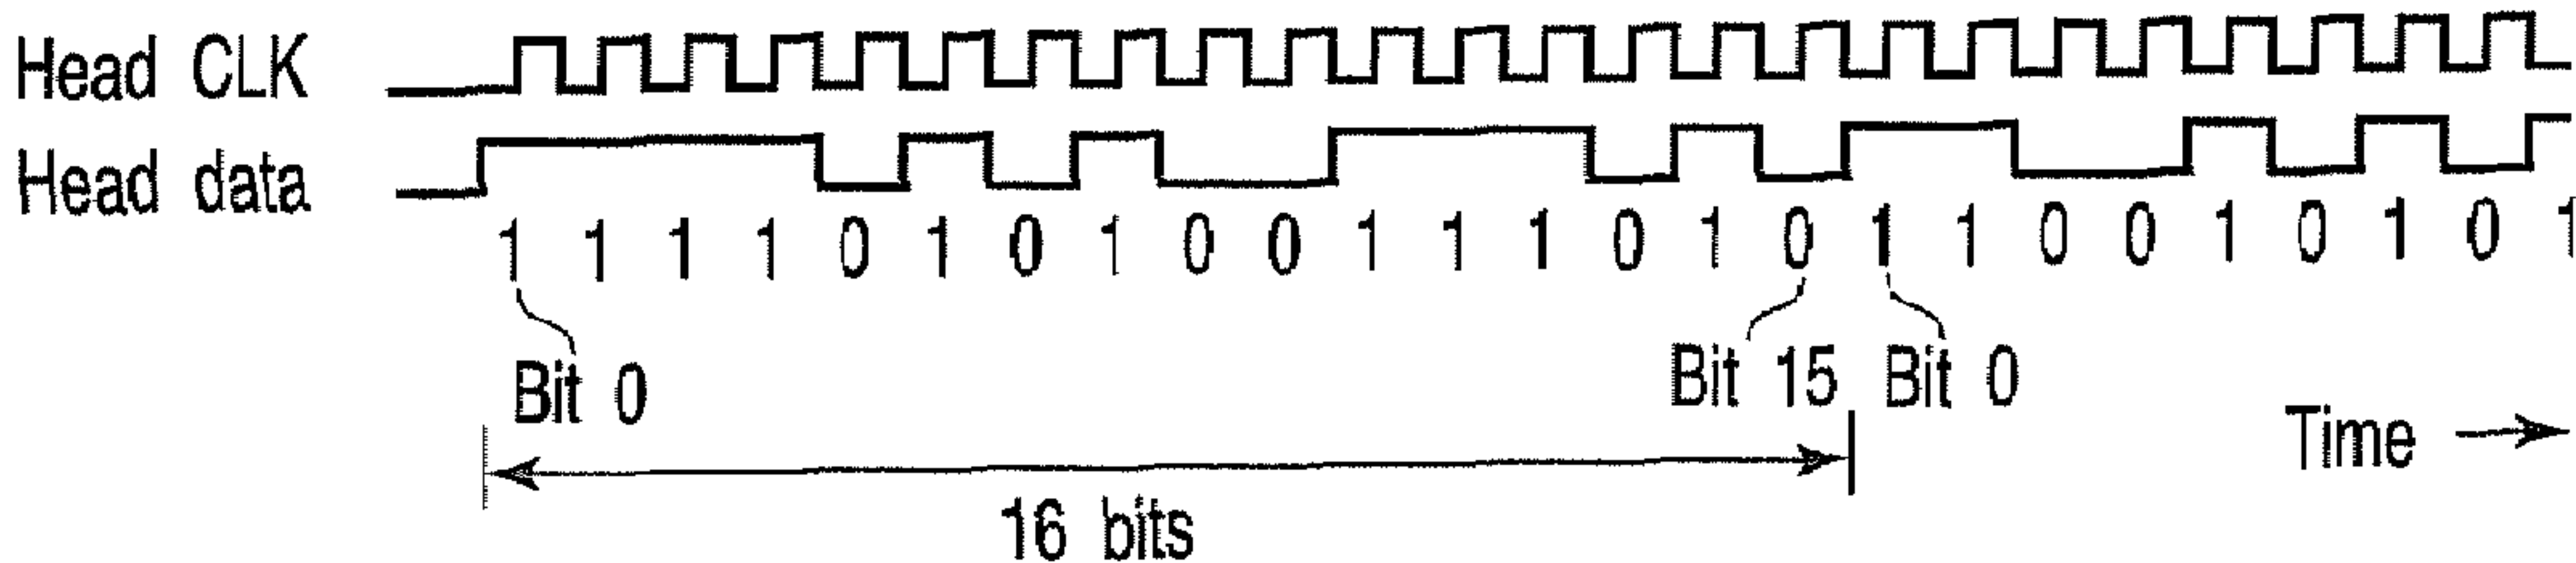 Head CLK
Head data
1 1 1 1 0 1 0 1 0 0 1 1 1 0 1 0 1 1 0 0 1 0 1 0 1
Bit 0 Bit 15 Bit 0
Time
16 bits